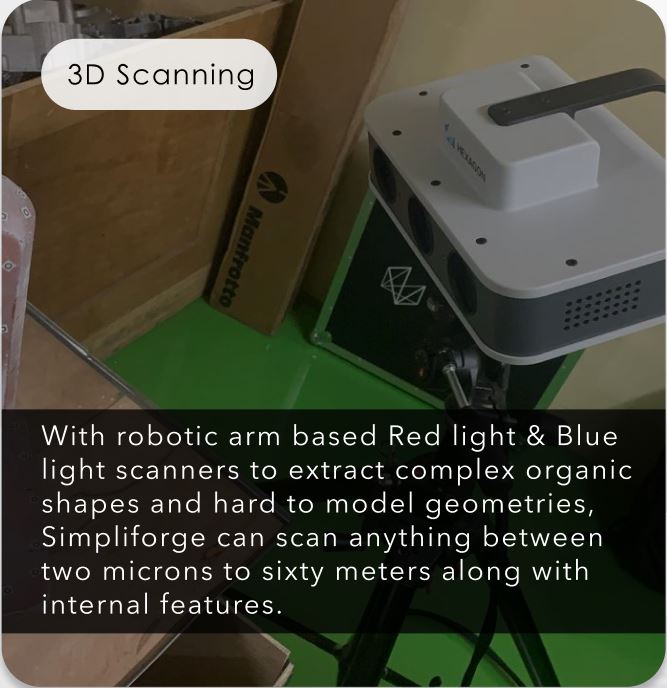 3D Scanning
HEXAGON
Manfrotto
With robotic arm based Red light & Blue
light scanners to extract complex organic
shapes and hard to model geometries,
Simpliforge can scan anything between
two microns to sixty meters along with
internal features.